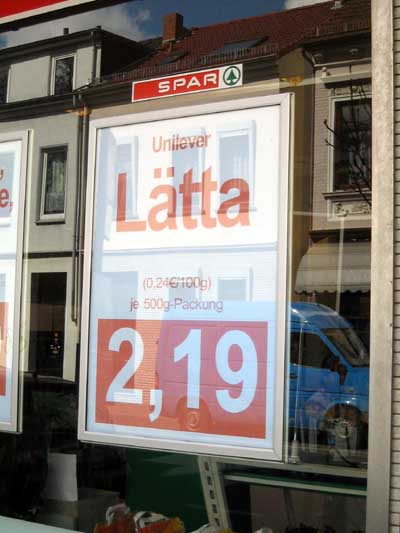 SPAR
Unilever
Lätta
(0,24€/100g)
je 500g-Packung
2,19
e,